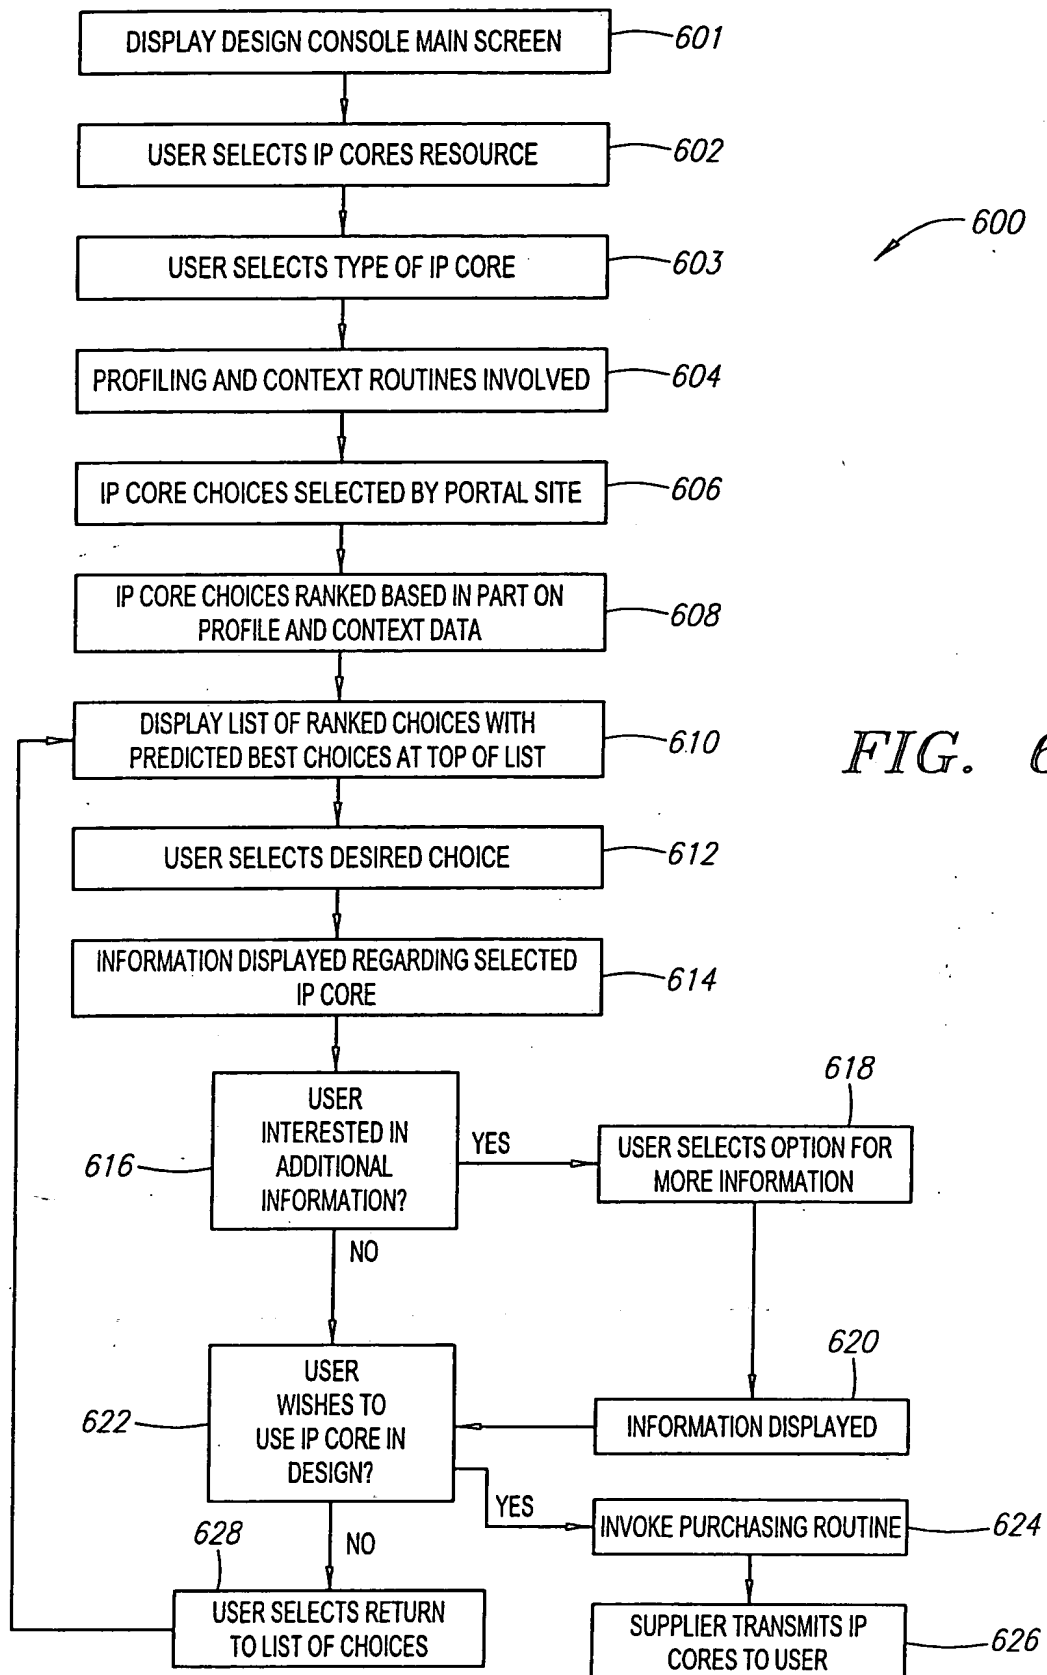 DISPLAY DESIGN CONSOLE MAIN SCREEN
601
USER SELECTS IP CORES RESOURCE
602
600
USER SELECTS TYPE OF IP CORE
603
PROFILING AND CONTEXT ROUTINES INVOLVED
604
IP CORE CHOICES SELECTED BY PORTAL SITE
606
IP CORE CHOICES RANKED BASED IN PART ON
PROFILE AND CONTEXT DATA
608
DISPLAY LIST OF RANKED CHOICES WITH
PREDICTED BEST CHOICES AT TOP OF LIST
610
FIG. 6
USER SELECTS DESIRED CHOICE
612
INFORMATION DISPLAYED REGARDING SELECTED
IP CORE
614
USER
INTERESTED IN
ADDITIONAL
INFORMATION?
616
YES
618
USER SELECTS OPTION FOR
MORE INFORMATION
NO
620
INFORMATION DISPLAYED
USER
WISHES TO
USE IP CORE IN
DESIGN?
622
YES
INVOKE PURCHASING ROUTINE
624
NO
628
USER SELECTS RETURN
TO LIST OF CHOICES
SUPPLIER TRANSMITS IP
CORES TO USER
626